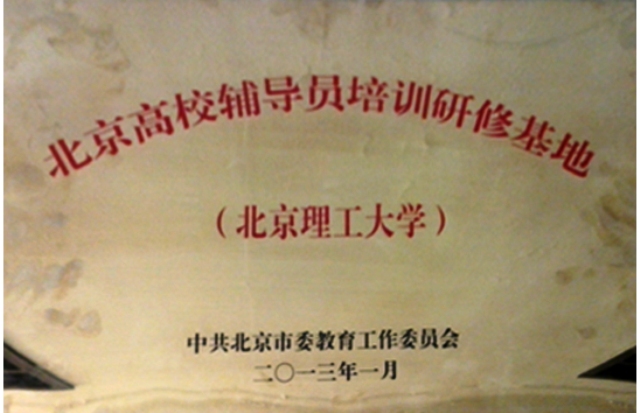 北京高校辅导员培训研修基地
（北京理工大学）
中共北京市委教育工作委员会
二〇一三年一月